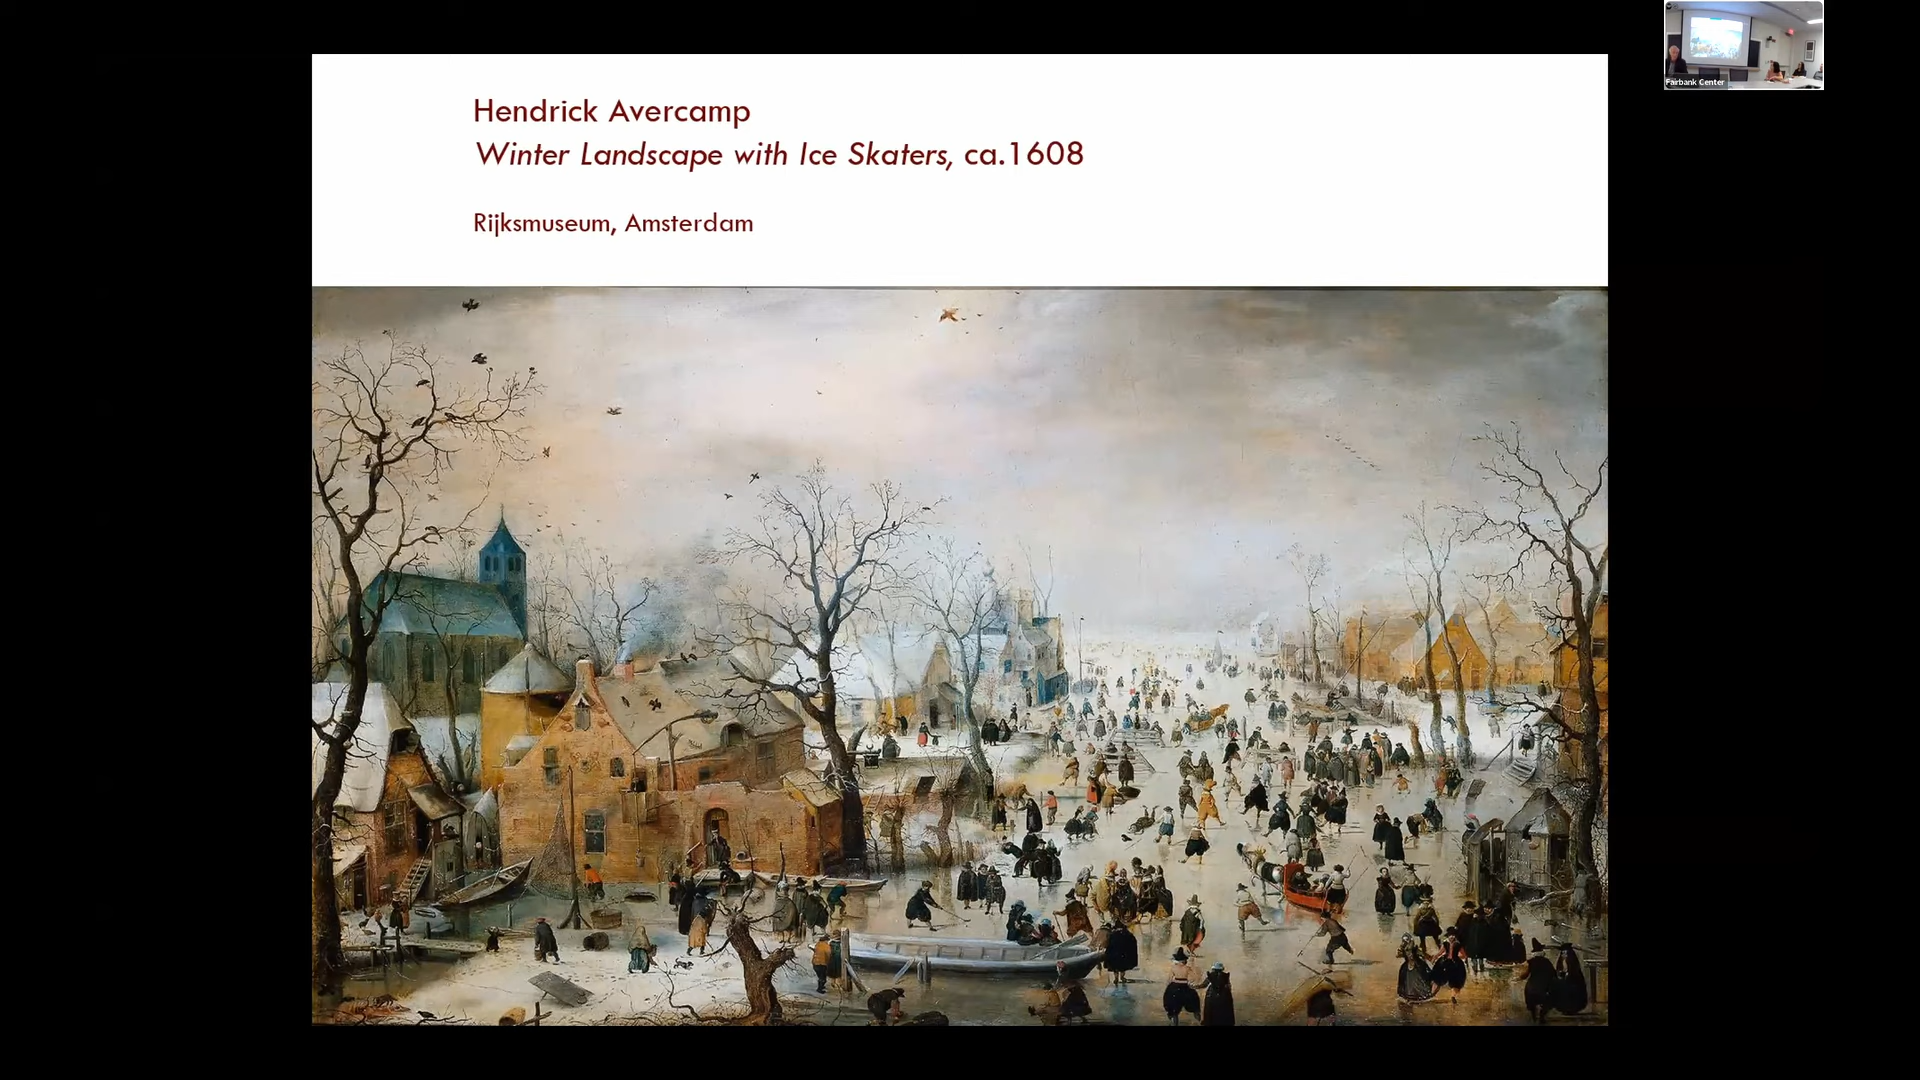 Hendrick Avercamp
Winter Landscape with Ice Skaters, ca.1608
Rijksmuseum, Amsterdam
Fairbank Center